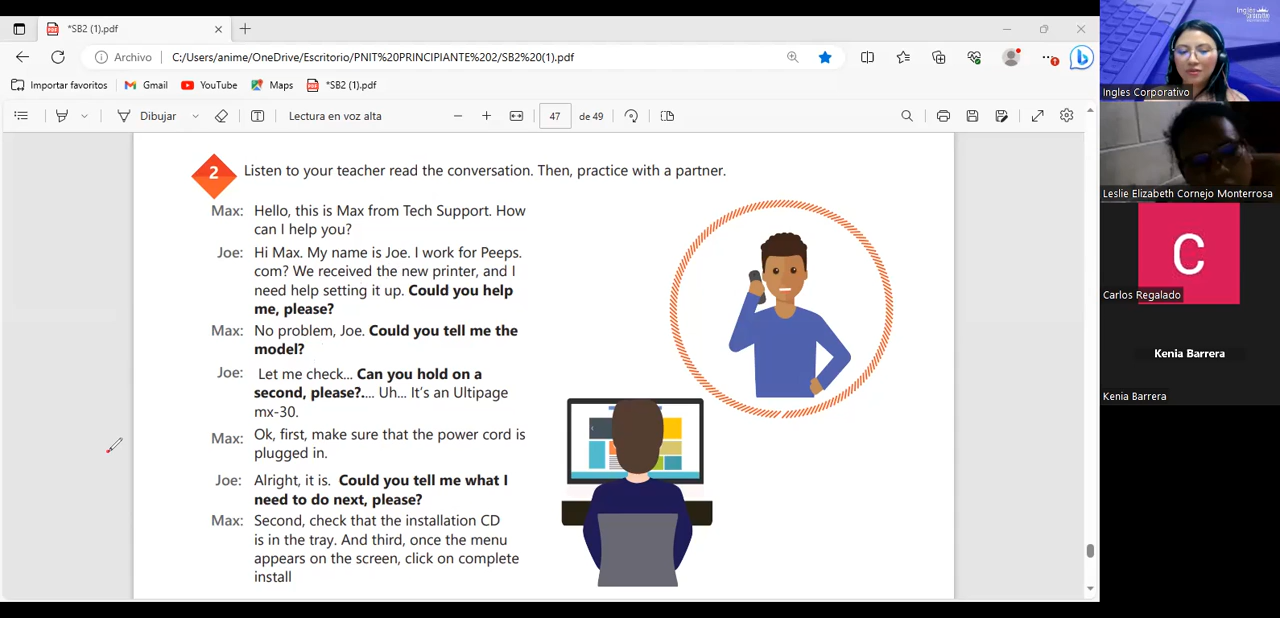 *SB2 (1).pdf
Archivo
C:/Users/anime/OneDrive/Escritorio/PNIT%20PRINCIPIANTE%202/SB2%20(1).pdf
Importar favoritos
Gmail
YouTube
Maps
*SB2 (1).pdf
Dibujar
Lectura en voz alta
47
de 49
2
Listen to your teacher read the conversation. Then, practice with a partner.
Max: Hello, this is Max from Tech Support. How
can I help you?
Joe: Hi Max. My name is Joe. I work for Peeps.
com? We received the new printer, and I
need help setting it up. Could you help
me, please?
Max: No problem, Joe. Could you tell me the
model?
Joe: Let me check... Can you hold on a
second, please?.... Uh... It's an Ultipage
mx-30.
Max: Ok, first, make sure that the power cord is
plugged in.
Joe: Alright, it is. Could you tell me what I
need to do next, please?
Max: Second, check that the installation CD
is in the tray. And third, once the menu
appears on the screen, click on complete
install
Ingles Corporativo
Leslie Elizabeth Cornejo Monterrosa
C
Carlos Regalado
Kenia Barrera
Kenia Barrera